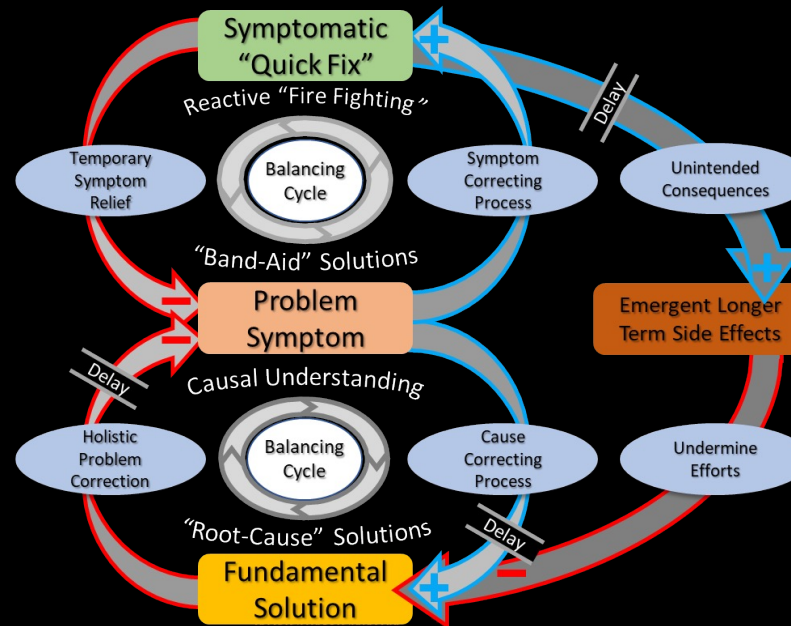 Symptomatic
“Quick Fix”
+
Reactive “Fire Fighting”
Delay
Temporary
Symptom
Relief
Balancing
Cycle
Symptom
Correcting
Process
Unintended
Consequences
“Band-Aid” Solutions
+
−
Problem
Symptom
−
Emergent Longer
Term Side Effects
Delay
Causal Understanding
Holistic
Problem
Correction
Balancing
Cycle
Cause
Correcting
Process
Undermine
Efforts
“Root-Cause” Solutions
Delay
Fundamental
Solution
+
−